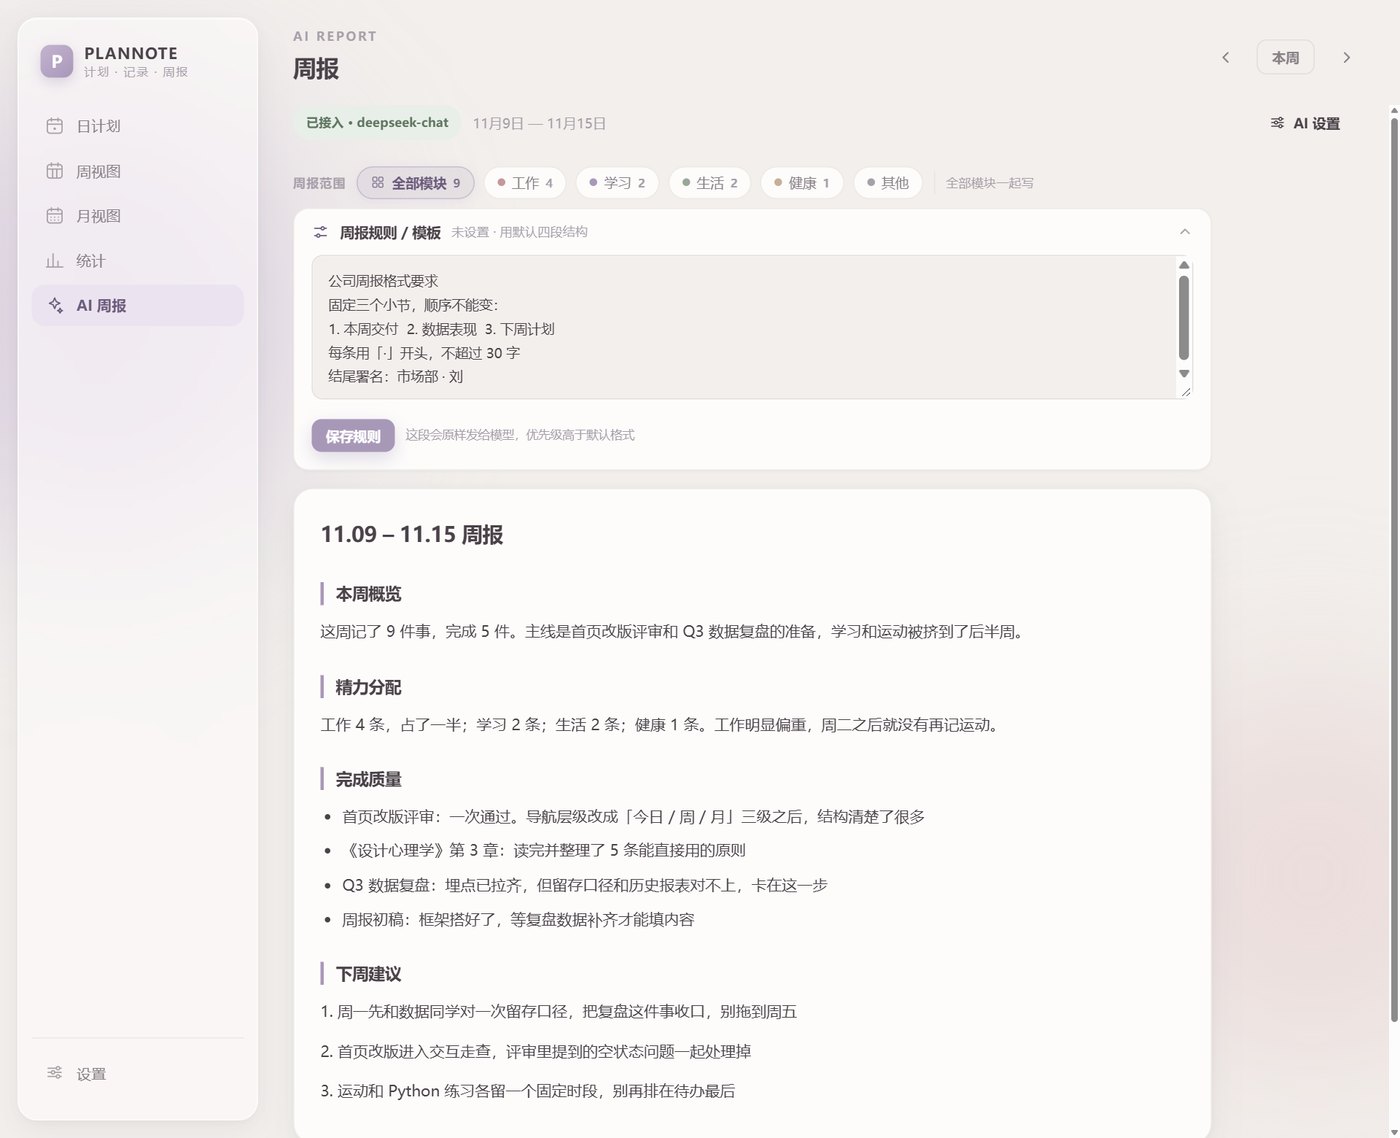 P
PLANNOTE
计划 · 记录 · 周报
日计划
周视图
月视图
统计
AI 周报
设置
AI REPORT
周报
本周
已接入 • deepseek-chat
11月9日 — 11月15日
AI 设置
周报范围
全部模块 9
工作 4
学习 2
生活 2
健康 1
其他
全部模块一起写
周报规则 / 模板
未设置 · 用默认四段结构
公司周报格式要求
固定三个小节，顺序不能变：
1. 本周交付 2. 数据表现 3. 下周计划
每条用「·」开头，不超过 30 字
结尾署名：市场部 · 刘
保存规则
这段会原样发给模型，优先级高于默认格式
11.09 – 11.15 周报
本周概览
这周记了 9 件事，完成 5 件。主线是首页改版评审和 Q3 数据复盘的准备，学习和运动被挤到了后半周。
精力分配
工作 4 条，占了一半；学习 2 条；生活 2 条；健康 1 条。工作明显偏重，周二之后就没有再记运动。
完成质量
• 首页改版评审：一次通过。导航层级改成「今日 / 周 / 月」三级之后，结构清楚了很多
• 《设计心理学》第 3 章：读完并整理了 5 条能直接用的原则
• Q3 数据复盘：埋点已拉齐，但留存口径和历史报表对不上，卡在这一步
• 周报初稿：框架搭好了，等复盘数据补齐才能填内容
下周建议
1. 周一先和数据同学对一次留存口径，把复盘这件事收口，别拖到周五
2. 首页改版进入交互走查，评审里提到的空状态问题一起处理掉
3. 运动和 Python 练习各留一个固定时段，别再排在待办最后